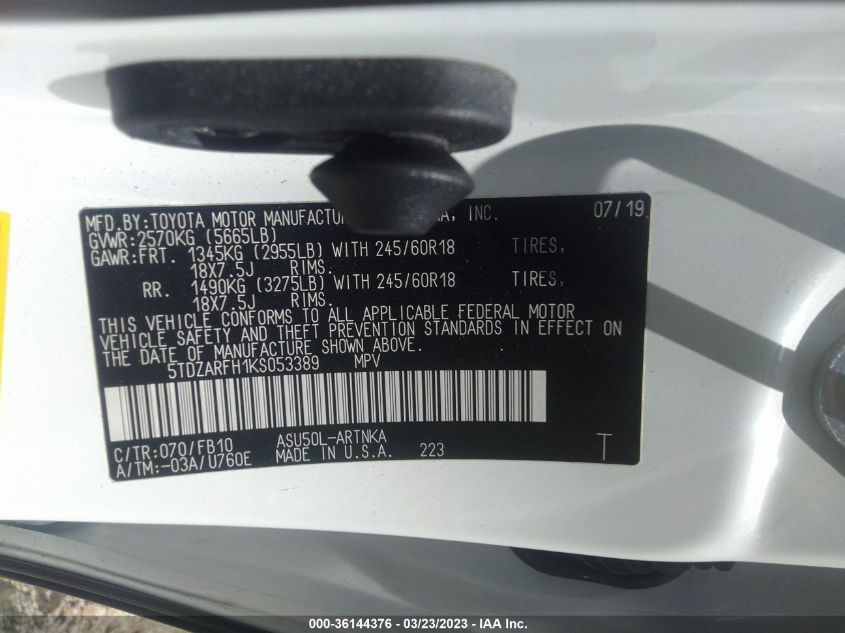 MFD.BY:TOYOTA MOTOR MANUFACTUR A, INC. 07/19
GVWR:2570KG (5665LB)
GAWR:FRT. 1345KG (2955LB) WITH 245/60R18 TIRES,
18X7.5J RIMS.
RR. 1490KG (3275LB) WITH 245/60R18 TIRES,
18X7.5J RIMS.
THIS VEHICLE CONFORMS TO ALL APPLICABLE FEDERAL MOTOR
VEHICLE SAFETY AND THEFT PREVENTION STANDARDS IN EFFECT ON
THE DATE OF MANUFACTURE SHOWN ABOVE.
5TDZARFH1KS053389 MPV
C/TR:070/FB10 ASU50L-ARTNKA
A/TM:-03A/U760E MADE IN U.S.A. 223 T
000-36144376 - 03/23/2023 - IAA Inc.